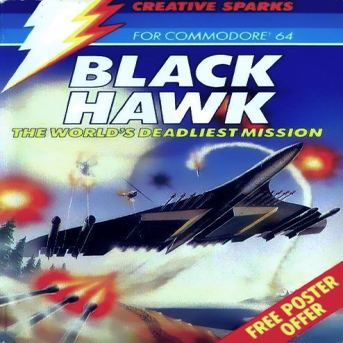 CREATIVE SPARKS
FOR COMMODORE 64
BLACK
HAWK
THE WORLD'S DEADLIEST MISSION
FREE POSTER
OFFER